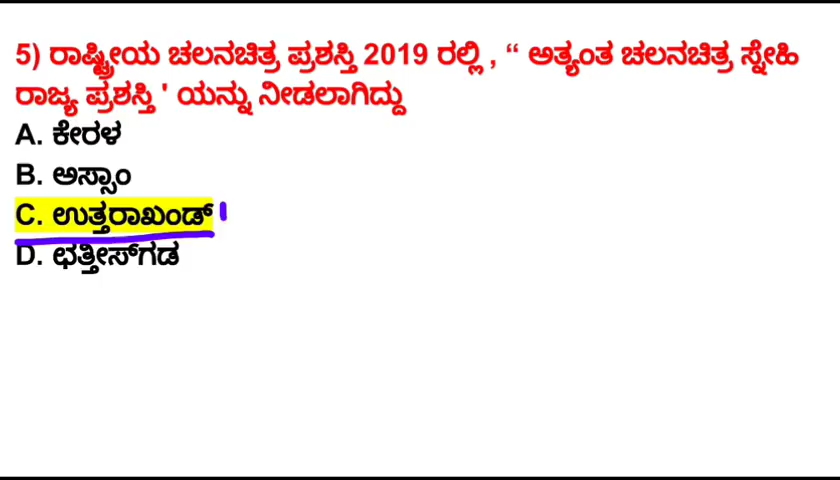 5) ರಾಷ್ಟ್ರೀಯ ಚಲನಚಿತ್ರ ಪ್ರಶಸ್ತಿ 2019 ರಲ್ಲಿ , “ ಅತ್ಯಂತ ಚಲನಚಿತ್ರ ಸ್ನೇಹಿ
ರಾಜ್ಯ ಪ್ರಶಸ್ತಿ ' ಯನ್ನು ನೀಡಲಾಗಿದ್ದು
A. ಕೇರಳ
B. ಅಸ್ಸಾಂ
C. ಉತ್ತರಾಖಂಡ್
D. ಛತ್ತೀಸ್‌ಗಡ